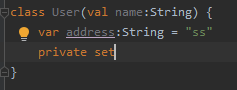 class User(val name:String) {
    var address:String = "ss"
    private set
}